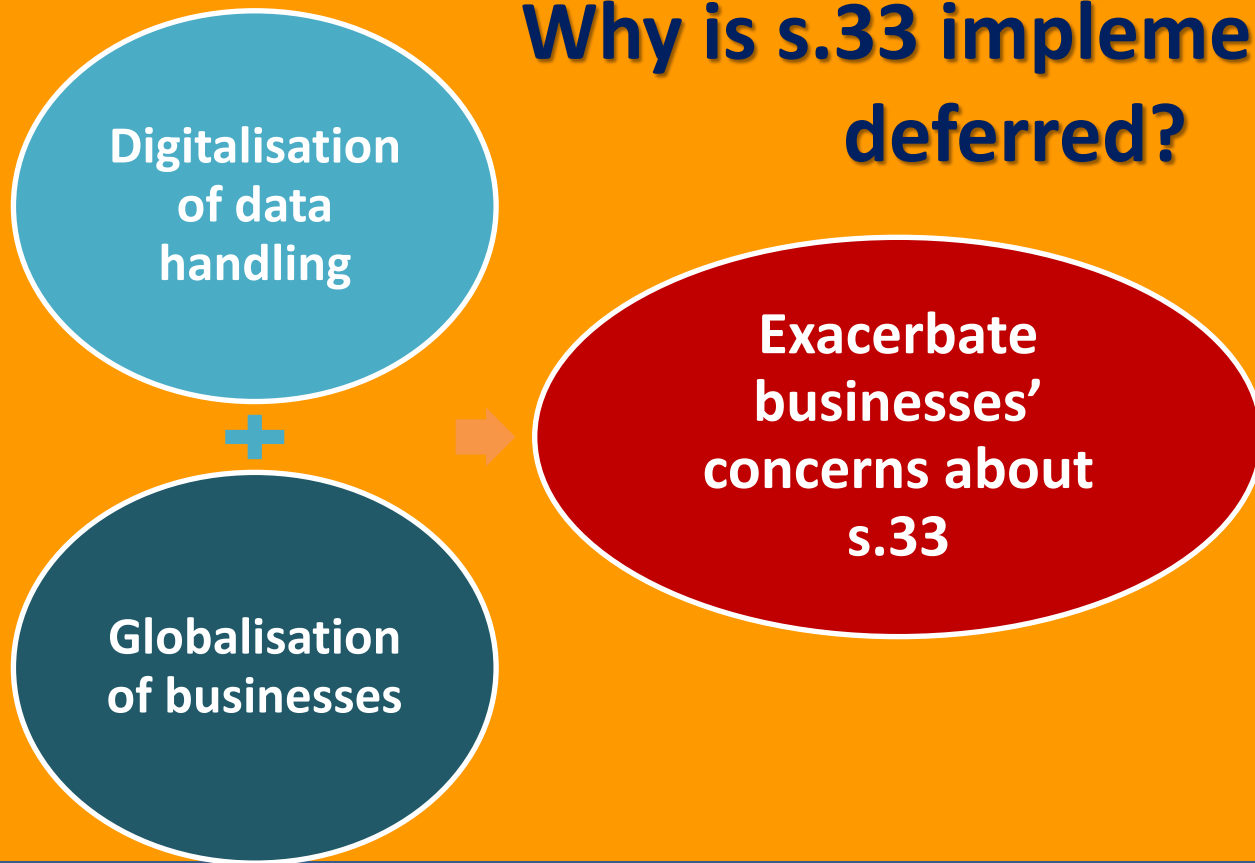 Why is s.33 impleme
deferred?
Digitalisation
of data
handling
Globalisation
of businesses
Exacerbate
businesses’
concerns about
s.33